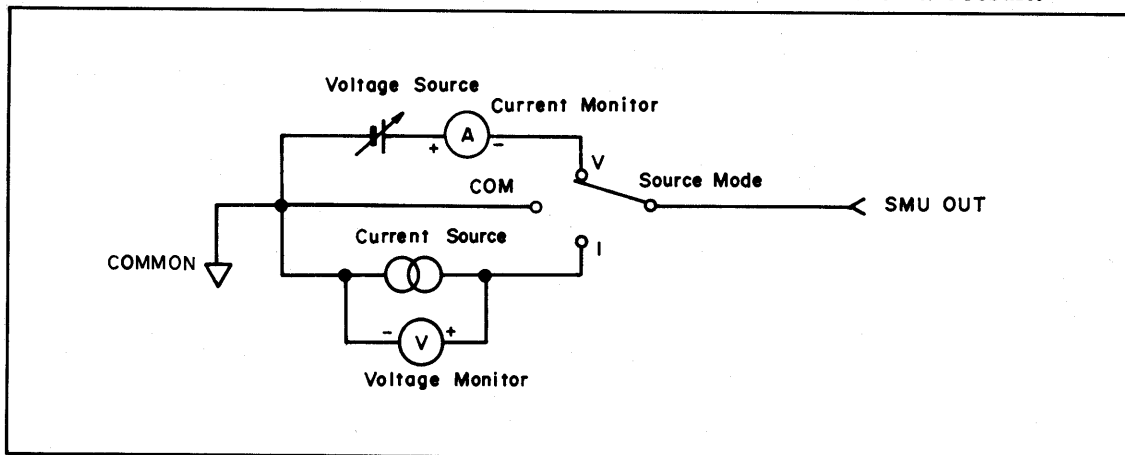 Voltage Source
Current Monitor
+ A -
V
COM
Source Mode
SMU OUT
Current Source
I
COMMON
- V +
Voltage Monitor